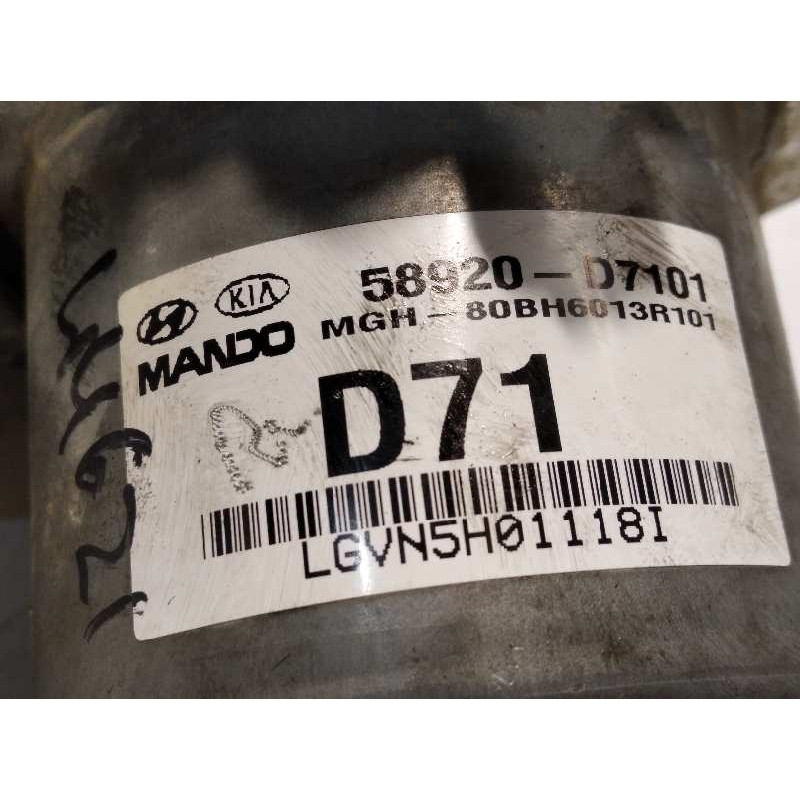 KIA 58920-D7101
MANDO MGH-80BH6013R101
D71
LGVN5H01118I